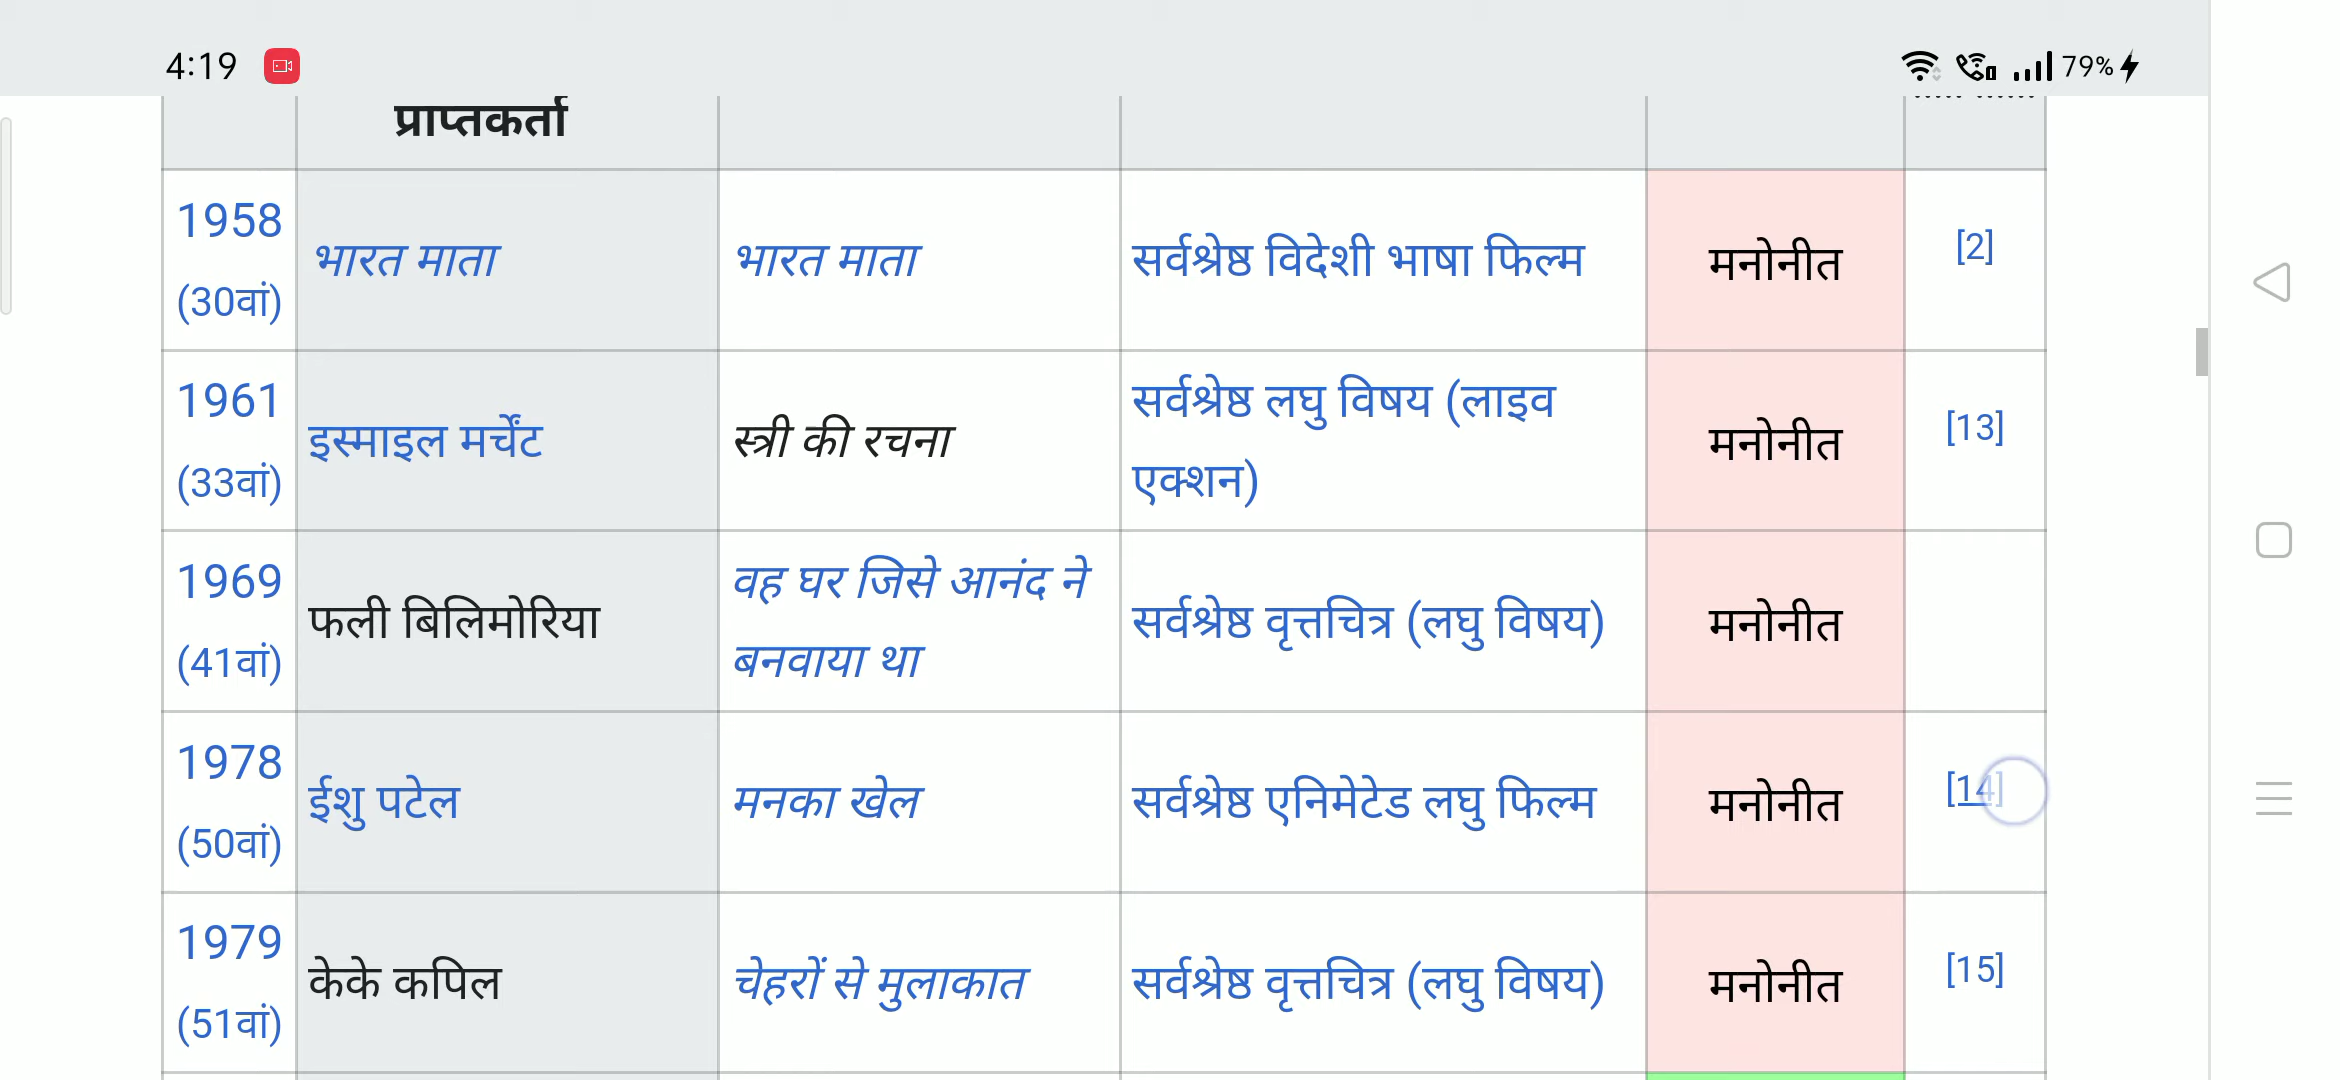 4:19
79%
प्राप्तकर्ता
1958
(30वां)
भारत माता
भारत माता
सर्वश्रेष्ठ विदेशी भाषा फिल्म
मनोनीत
[2]
1961
(33वां)
इस्माइल मर्चेंट
स्त्री की रचना
सर्वश्रेष्ठ लघु विषय (लाइव
एक्शन)
मनोनीत
[13]
1969
(41वां)
फली बिलिमोरिया
वह घर जिसे आनंद ने
बनवाया था
सर्वश्रेष्ठ वृत्तचित्र (लघु विषय)
मनोनीत
1978
(50वां)
ईशु पटेल
मनका खेल
सर्वश्रेष्ठ एनिमेटेड लघु फिल्म
मनोनीत
[14]
1979
(51वां)
केके कपिल
चेहरों से मुलाकात
सर्वश्रेष्ठ वृत्तचित्र (लघु विषय)
मनोनीत
[15]